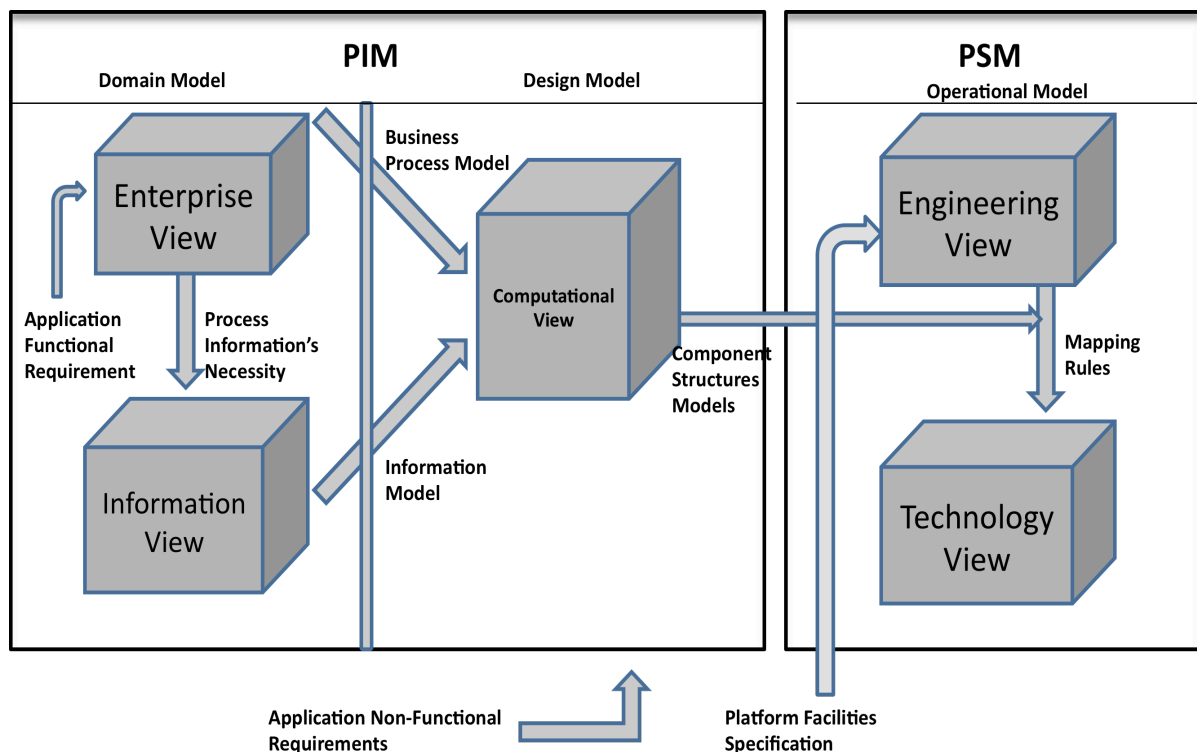 PIM
Domain Model
Design Model
Enterprise
View
Business
Process Model
Application
Functional
Requirement
Process
Information’s
Necessity
Computational
View
Information
View
Information
Model
Component
Structures
Models
PSM
Operational Model
Engineering
View
Mapping
Rules
Technology
View
Application Non-Functional
Requirements
Platform Facilities
Specification